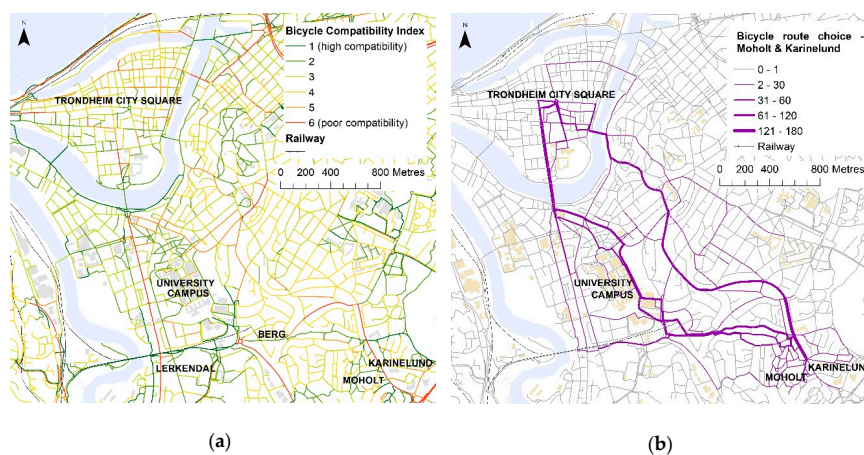 N
Bicycle Compatibility Index
1 (high compatibility)
2
3
4
5
6 (poor compatibility)
Railway
800 Metres
0 200 400
TRONDHEIM CITY SQUARE
UNIVERSITY
CAMPUS
BERG
LERKENDAL
KARINELUND
MOHOLT
(a)
N
Bicycle route choice -
Moholt & Karinelund
0 - 1
2 - 30
31 - 60
61 - 120
121 - 180
Railway
0 200 400 800 Metres
TRONDHEIM CITY SQUARE
UNIVERSITY
CAMPUS
KARINELUND
MOHOLT
(b)